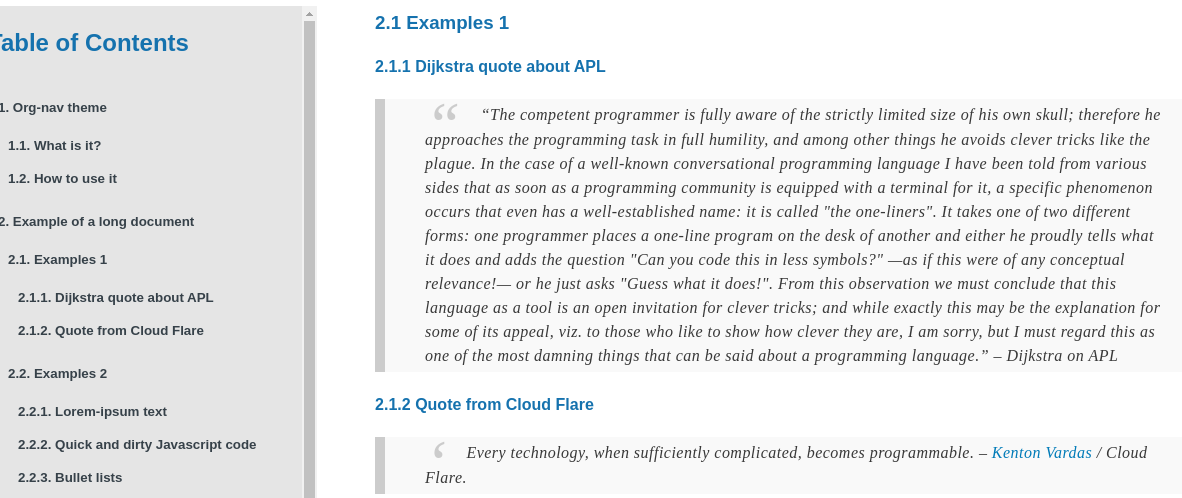 Table of Contents
1. Org-nav theme
1.1. What is it?
1.2. How to use it
2. Example of a long document
2.1. Examples 1
2.1.1. Dijkstra quote about APL
2.1.2. Quote from Cloud Flare
2.2. Examples 2
2.2.1. Lorem-ipsum text
2.2.2. Quick and dirty Javascript code
2.2.3. Bullet lists
2.1 Examples 1
2.1.1 Dijkstra quote about APL
“ “The competent programmer is fully aware of the strictly limited size of his own skull; therefore he
approaches the programming task in full humility, and among other things he avoids clever tricks like the
plague. In the case of a well-known conversational programming language I have been told from various
sides that as soon as a programming community is equipped with a terminal for it, a specific phenomenon
occurs that even has a well-established name: it is called "the one-liners". It takes one of two different
forms: one programmer places a one-line program on the desk of another and either he proudly tells what
it does and adds the question "Can you code this in less symbols?" —as if this were of any conceptual
relevance!— or he just asks "Guess what it does!". From this observation we must conclude that this
language as a tool is an open invitation for clever tricks; and while exactly this may be the explanation for
some of its appeal, viz. to those who like to show how clever they are, I am sorry, but I must regard this as
one of the most damning things that can be said about a programming language.” – Dijkstra on APL
2.1.2 Quote from Cloud Flare
‘ Every technology, when sufficiently complicated, becomes programmable. – Kenton Vardas / Cloud
Flare.